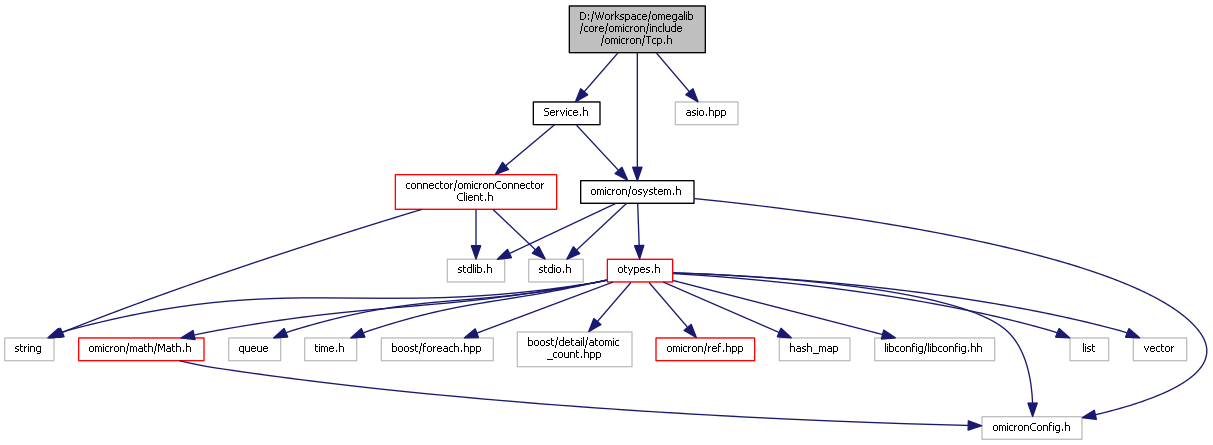 D:/Workspace/omegalib
/core/omicron/include
/omicron/Tcp.h
Service.h
asio.hpp
connector/omicronConnector
Client.h
omicron/osystem.h
stdlib.h
stdio.h
otypes.h
string
omicron/math/Math.h
queue
time.h
boost/foreach.hpp
boost/detail/atomic
_count.hpp
omicron/ref.hpp
hash_map
libconfig/libconfig.hh
list
vector
omicronConfig.h